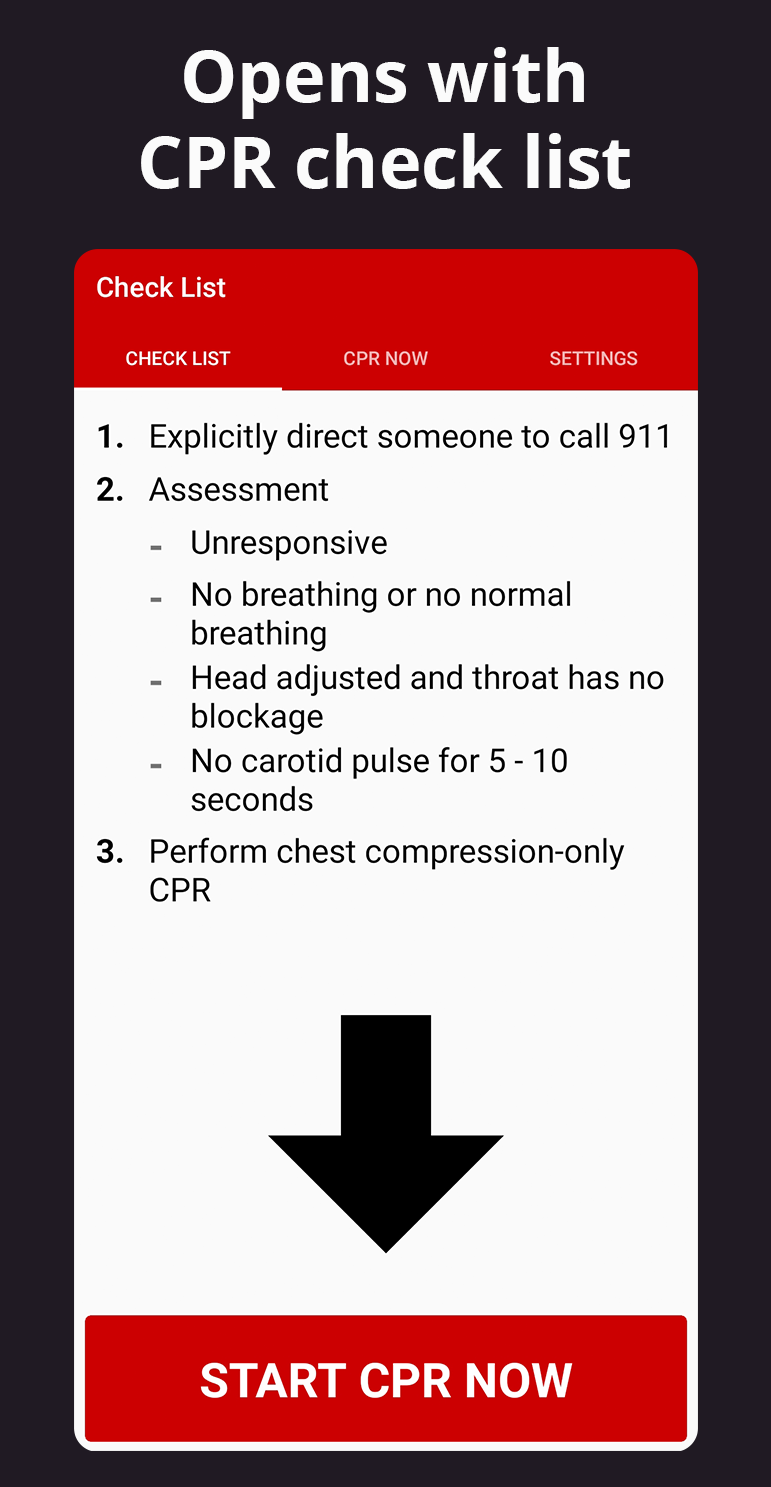 Opens with
CPR check list
Check List
CHECK LIST CPR NOW SETTINGS
1. Explicitly direct someone to call 911
2. Assessment
- Unresponsive
- No breathing or no normal
breathing
- Head adjusted and throat has no
blockage
- No carotid pulse for 5 - 10
seconds
3. Perform chest compression-only
CPR
START CPR NOW